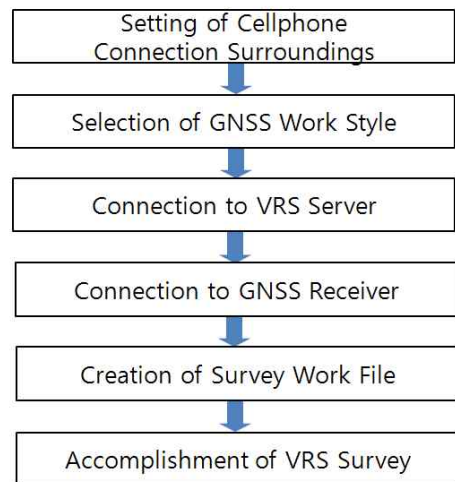 Setting of Cellphone
Connection Surroundings
Selection of GNSS Work Style
Connection to VRS Server
Connection to GNSS Receiver
Creation of Survey Work File
Accomplishment of VRS Survey